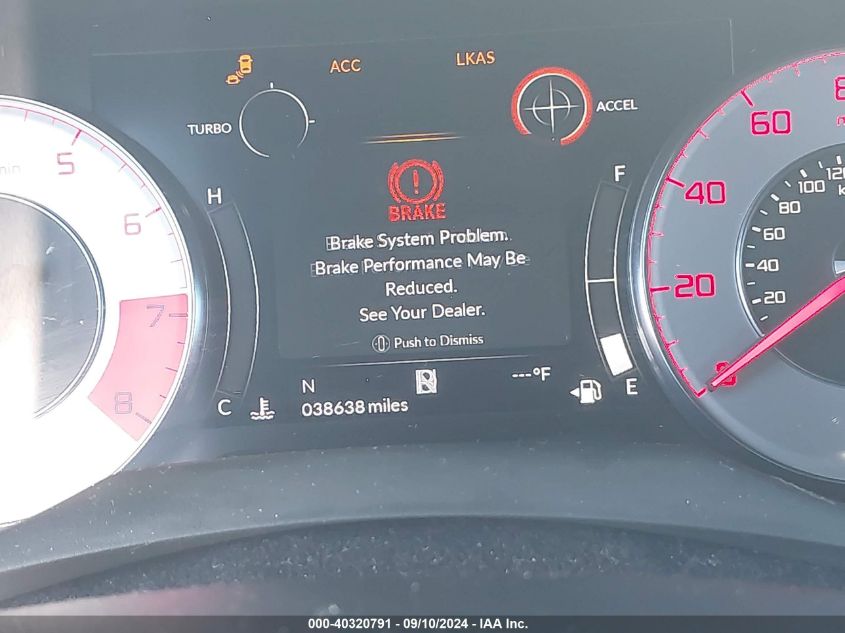 ACC
LKAS
TURBO
ACCEL
BRAKE
Brake System Problem.
Brake Performance May Be
Reduced.
See Your Dealer.
Push to Dismiss
H
C
F
E
N
---°F
038638 miles
5
6
7
8
0
20
40
60
20
40
60
80
100
120
000-40320791 - 09/10/2024 - IAA Inc.